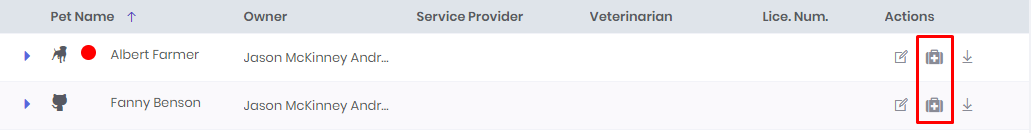 Pet Name Owner Service Provider Veterinarian Lice. Num. Actions
Albert Farmer Jason McKinney Andr...
Fanny Benson Jason McKinney Andr...